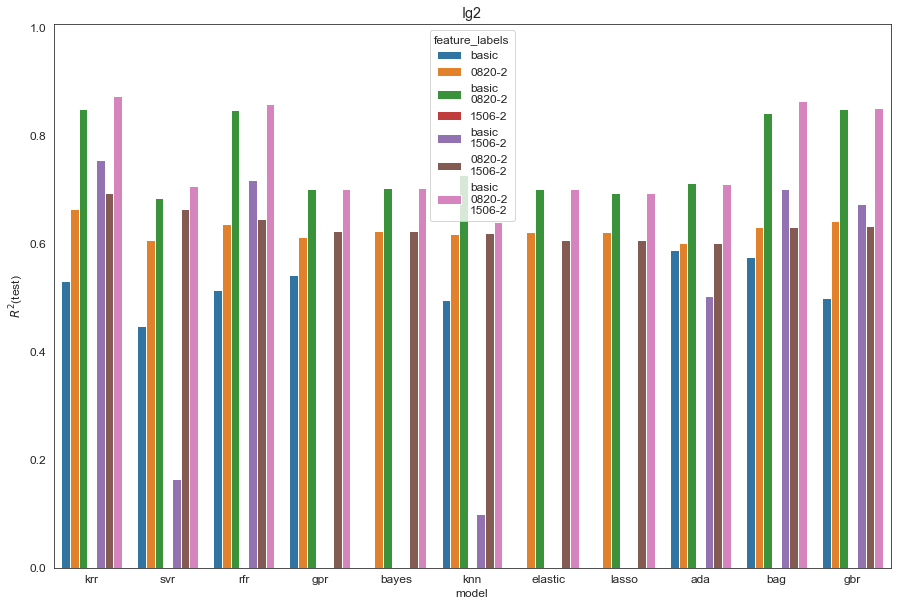 lg2
1.0
0.8
0.6
0.4
0.2
0.0
R²(test)
feature_labels
basic
0820-2
basic
0820-2
1506-2
basic
1506-2
0820-2
1506-2
basic
0820-2
1506-2
krr svr rfr gpr bayes knn elastic lasso ada bag gbr
model